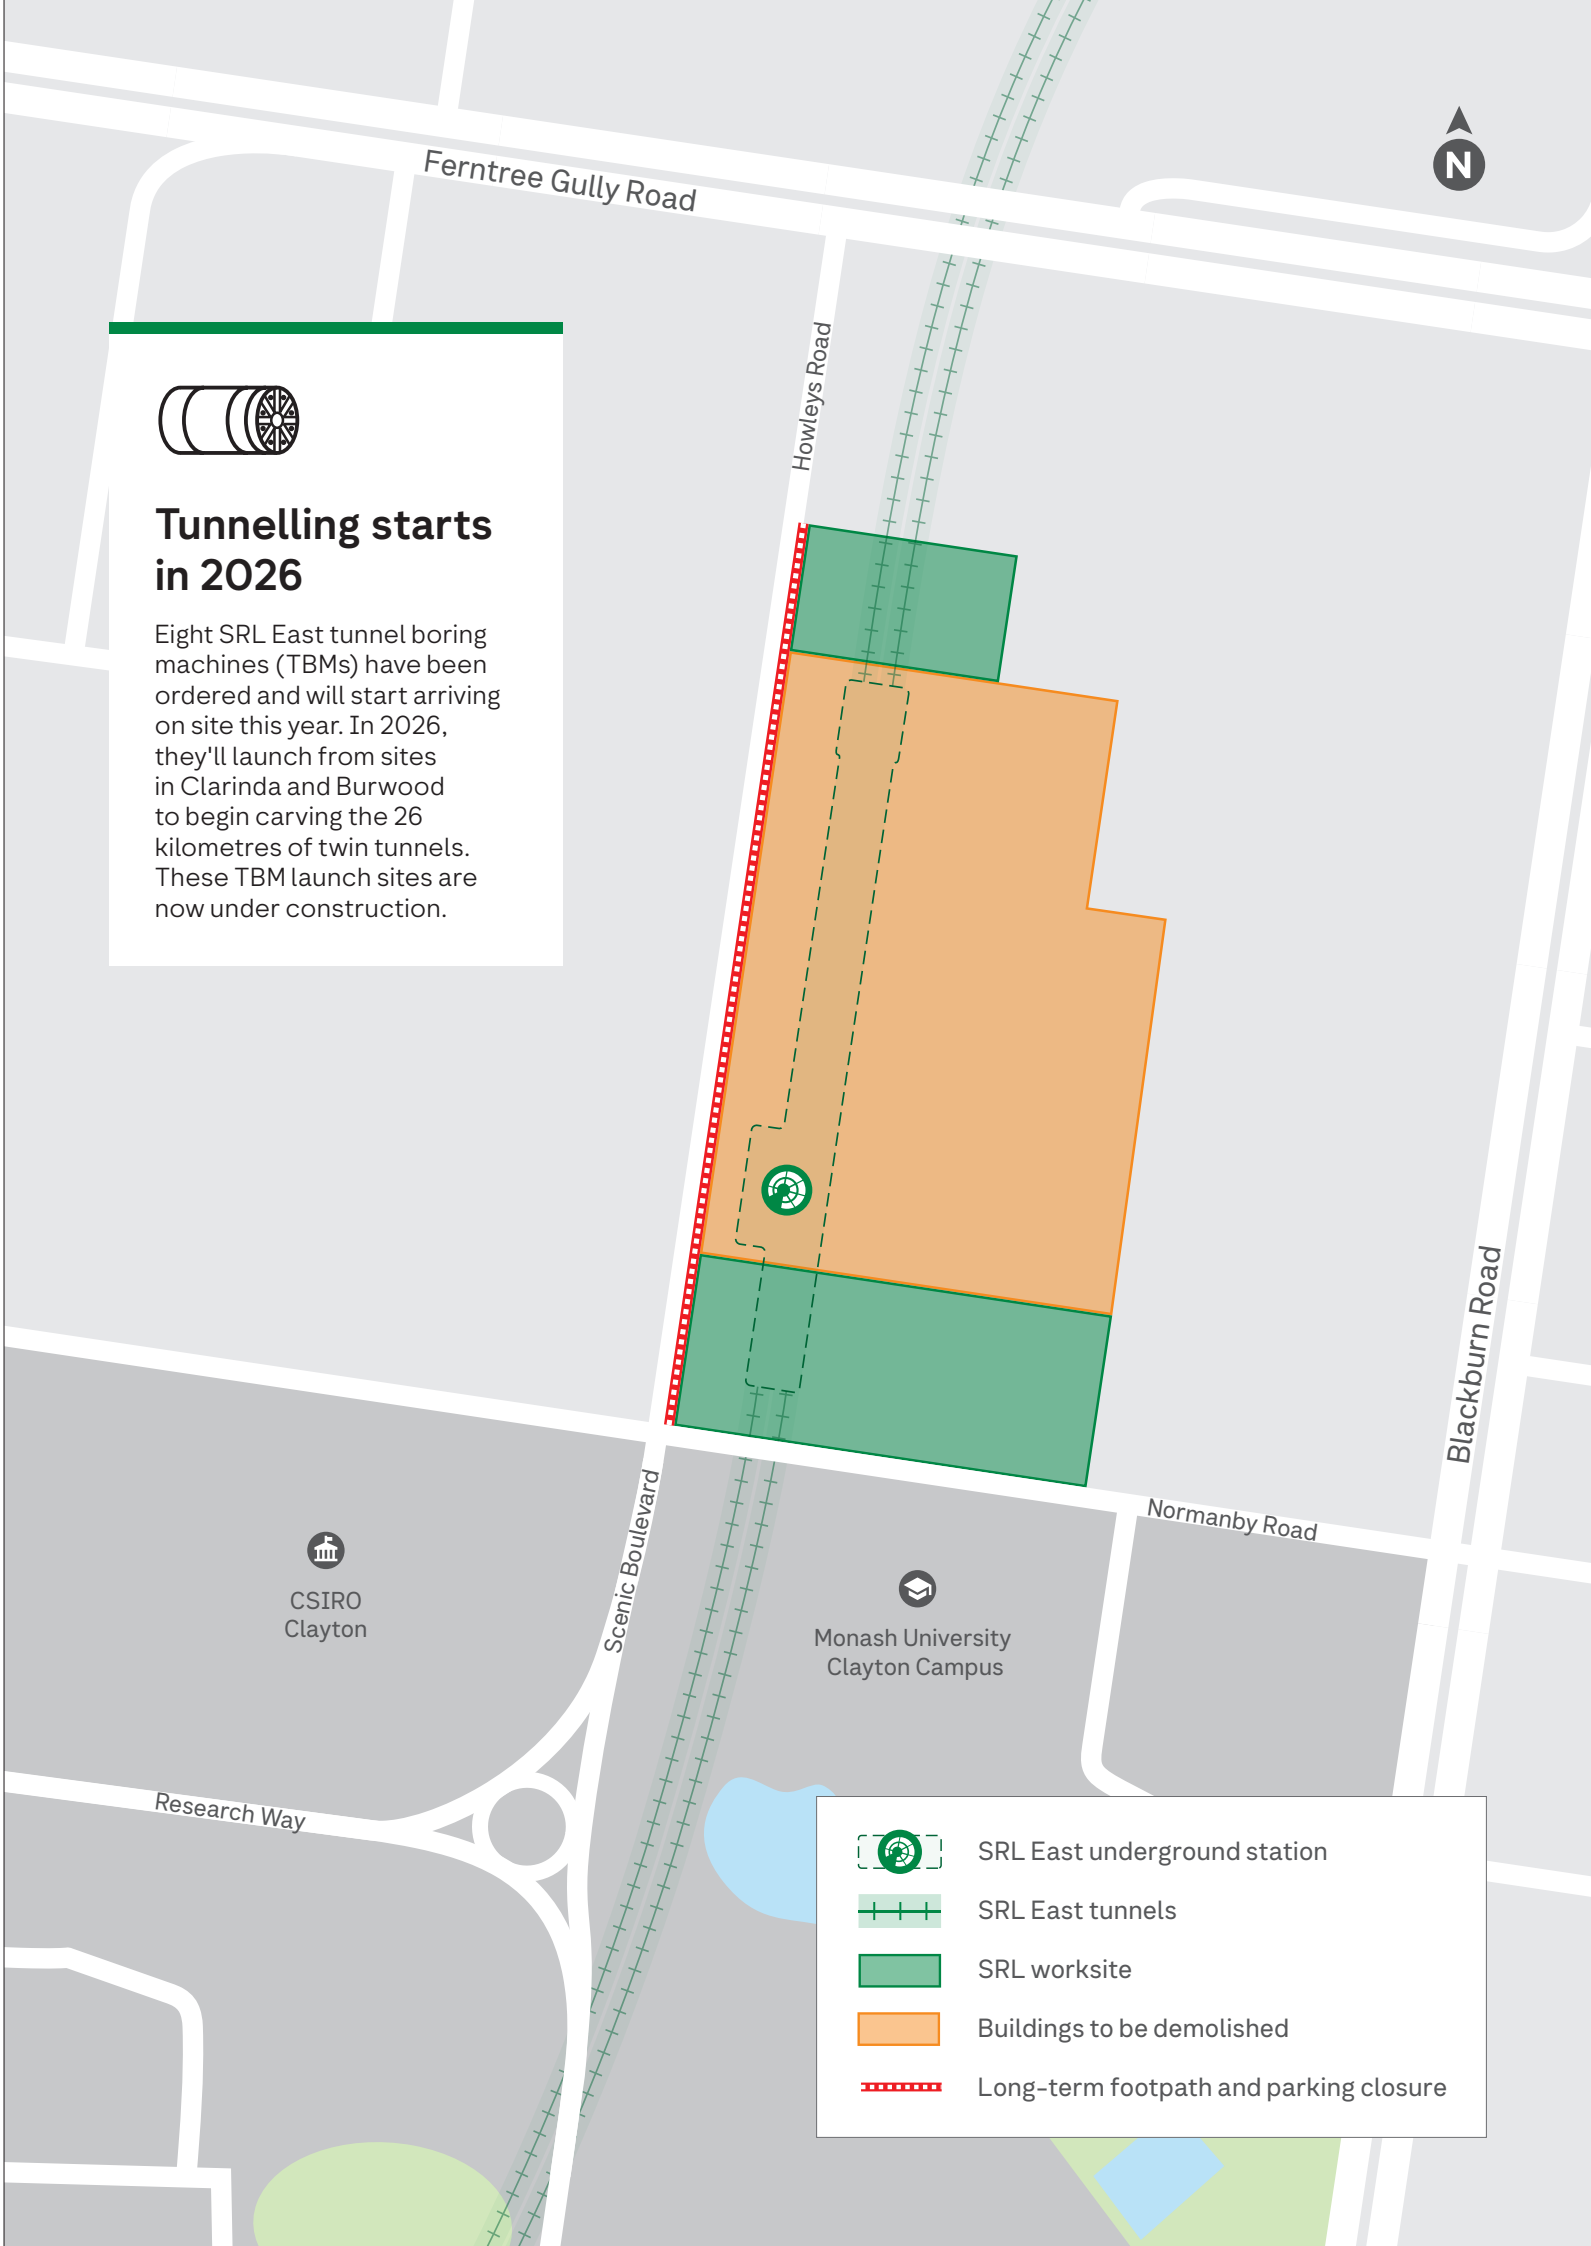 N
Ferntree Gully Road
Howleys Road
Tunnelling starts
in 2026
Eight SRL East tunnel boring
machines (TBMs) have been
ordered and will start arriving
on site this year. In 2026,
they'll launch from sites
in Clarinda and Burwood
to begin carving the 26
kilometres of twin tunnels.
These TBM launch sites are
now under construction.
Blackburn Road
Normanby Road
Scenic Boulevard
CSIRO
Clayton
Monash University
Clayton Campus
Research Way
SRL East underground station
SRL East tunnels
SRL worksite
Buildings to be demolished
Long-term footpath and parking closure